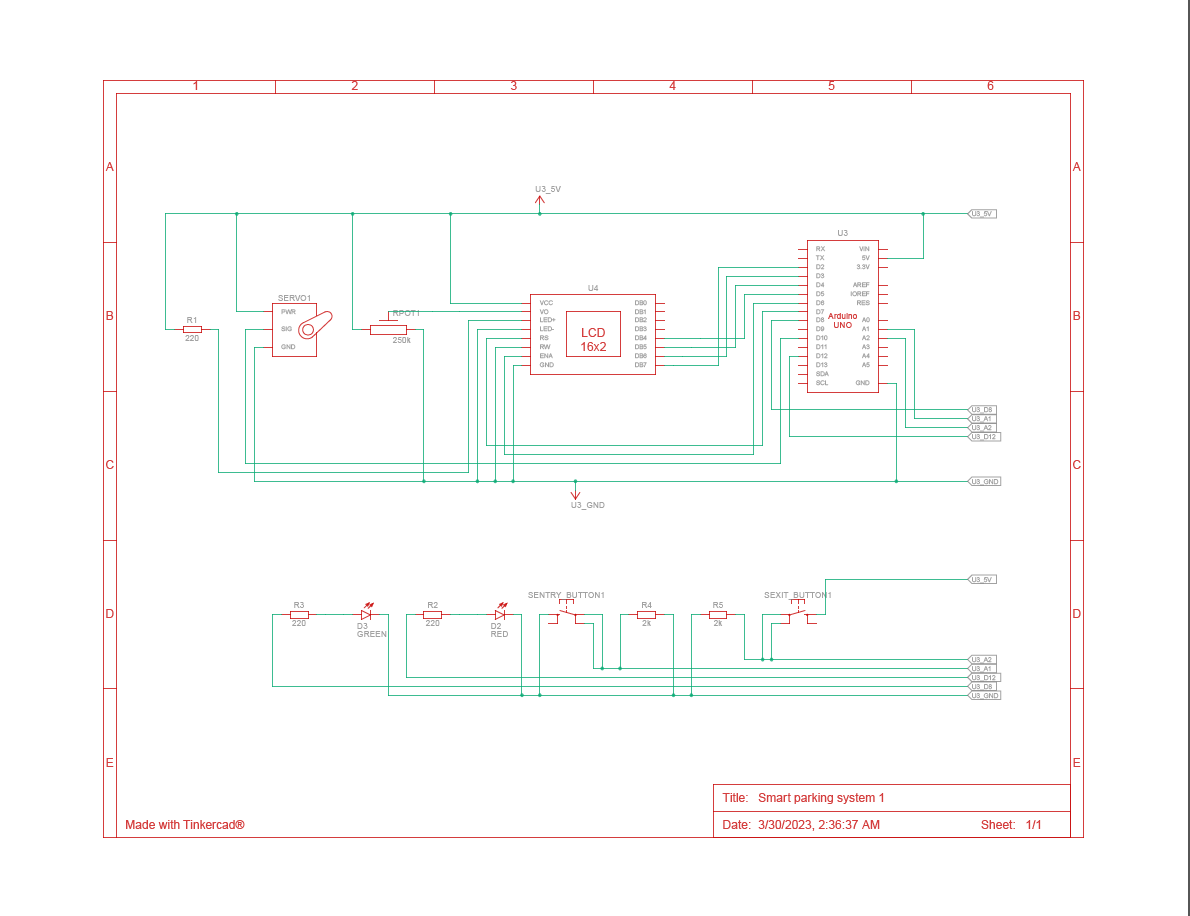 1 2 3 4 5 6
A A
U3_5V
U3_5V
U3
RX VIN
TX 5V
D2 3.3V
D3
D4 AREF
D5 IOREF
D6 RES
D7
D8 A0
D9 A1
D10 A2
D11 A3
D12 A4
D13 A5
SDA
SCL GND
Arduino
UNO
U4
VCC DB0
VO DB1
LED+ DB2
LED- DB3
RS DB4
RW DB5
ENA DB6
GND DB7
LCD
16x2
SERVO1
PWR
SIG
GND
B B
R1
220
RPOT1
250k
U3_D8
U3_A1
U3_A2
U3_D12
C C
U3_GND
U3_GND
U3_5V
D D
R3
220
D3
GREEN
R2
220
D2
RED
SENTRY_BUTTON1
R4
2k
R5
2k
SEXIT_BUTTON1
U3_A2
U3_A1
U3_D12
U3_D8
U3_GND
E E
Title: Smart parking system 1
Made with Tinkercad®
Date: 3/30/2023, 2:36:37 AM Sheet: 1/1